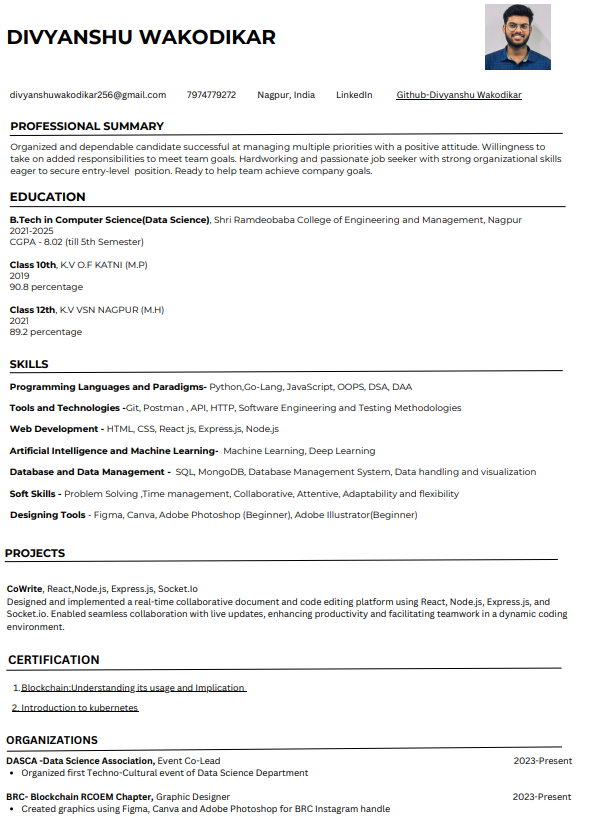 DIVYANSHU WAKODIKAR
divyanshuwakodikar256@gmail.com 7974779272 Nagpur, India LinkedIn Github-Divyanshu Wakodikar
PROFESSIONAL SUMMARY
Organized and dependable candidate successful at managing multiple priorities with a positive attitude. Willingness to
take on added responsibilities to meet team goals. Hardworking and passionate job seeker with strong organizational skills
eager to secure entry-level position. Ready to help team achieve company goals.
EDUCATION
B.Tech in Computer Science(Data Science), Shri Ramdeobaba College of Engineering and Management, Nagpur
2021-2025
CGPA - 8.02 (till 5th Semester)
Class 10th, K.V O.F KATNI (M.P)
2019
90.8 percentage
Class 12th, K.V VSN NAGPUR (M.H)
2021
89.2 percentage
SKILLS
Programming Languages and Paradigms- Python,Go-Lang, JavaScript, OOPS, DSA, DAA
Tools and Technologies -Git, Postman , API, HTTP, Software Engineering and Testing Methodologies
Web Development - HTML, CSS, React js, Express.js, Node.js
Artificial Intelligence and Machine Learning- Machine Learning, Deep Learning
Database and Data Management - SQL, MongoDB, Database Management System, Data handling and visualization
Soft Skills - Problem Solving ,Time management, Collaborative, Attentive, Adaptability and flexibility
Designing Tools - Figma, Canva, Adobe Photoshop (Beginner), Adobe Illustrator(Beginner)
PROJECTS
CoWrite, React,Node.js, Express.js, Socket.Io
Designed and implemented a real-time collaborative document and code editing platform using React, Node.js, Express.js, and
Socket.io. Enabled seamless collaboration with live updates, enhancing productivity and facilitating teamwork in a dynamic coding
environment.
CERTIFICATION
1. Blockchain:Understanding its usage and Implication
2. Introduction to kubernetes
ORGANIZATIONS
DASCA -Data Science Association, Event Co-Lead 2023-Present
• Organized first Techno-Cultural event of Data Science Department
BRC- Blockchain RCOEM Chapter, Graphic Designer 2023-Present
• Created graphics using Figma, Canva and Adobe Photoshop for BRC Instagram handle